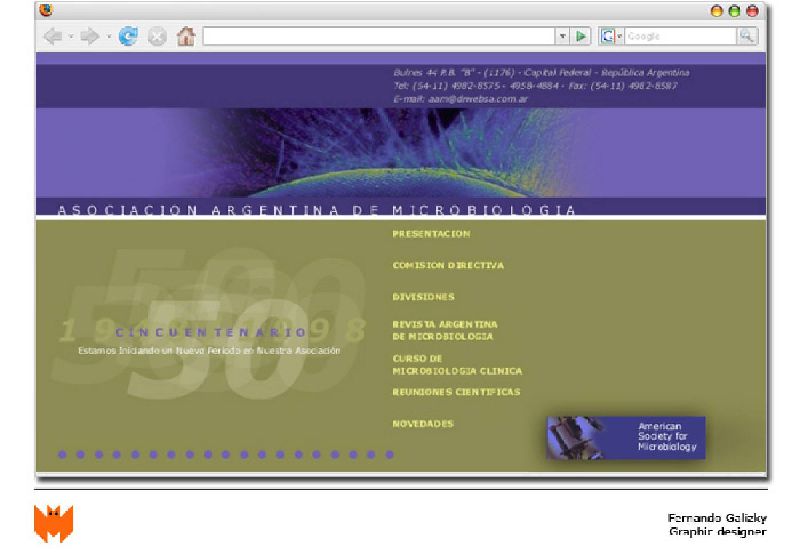 Google
Bulnes 44 P.B. "B" - (1176) - Capital Federal - República Argentina
Tel: (54-11) 4982-8575 - 4958-4884 - Fax: (54-11) 4982-8587
E-mail: aam@drwebsa.com.ar
ASOCIACION ARGENTINA DE MICROBIOLOGIA
PRESENTACION
COMISION DIRECTIVA
DIVISIONES
REVISTA ARGENTINA
DE MICROBIOLOGIA
CURSO DE
MICROBIOLOGIA CLINICA
REUNIONES CIENTIFICAS
NOVEDADES
50
1948 1998
CINCUENTENARIO
Estamos Iniciando un Nuevo Período en Nuestra Asociación
American
Society for
Microbiology
Fernando Galizky
Graphic designer